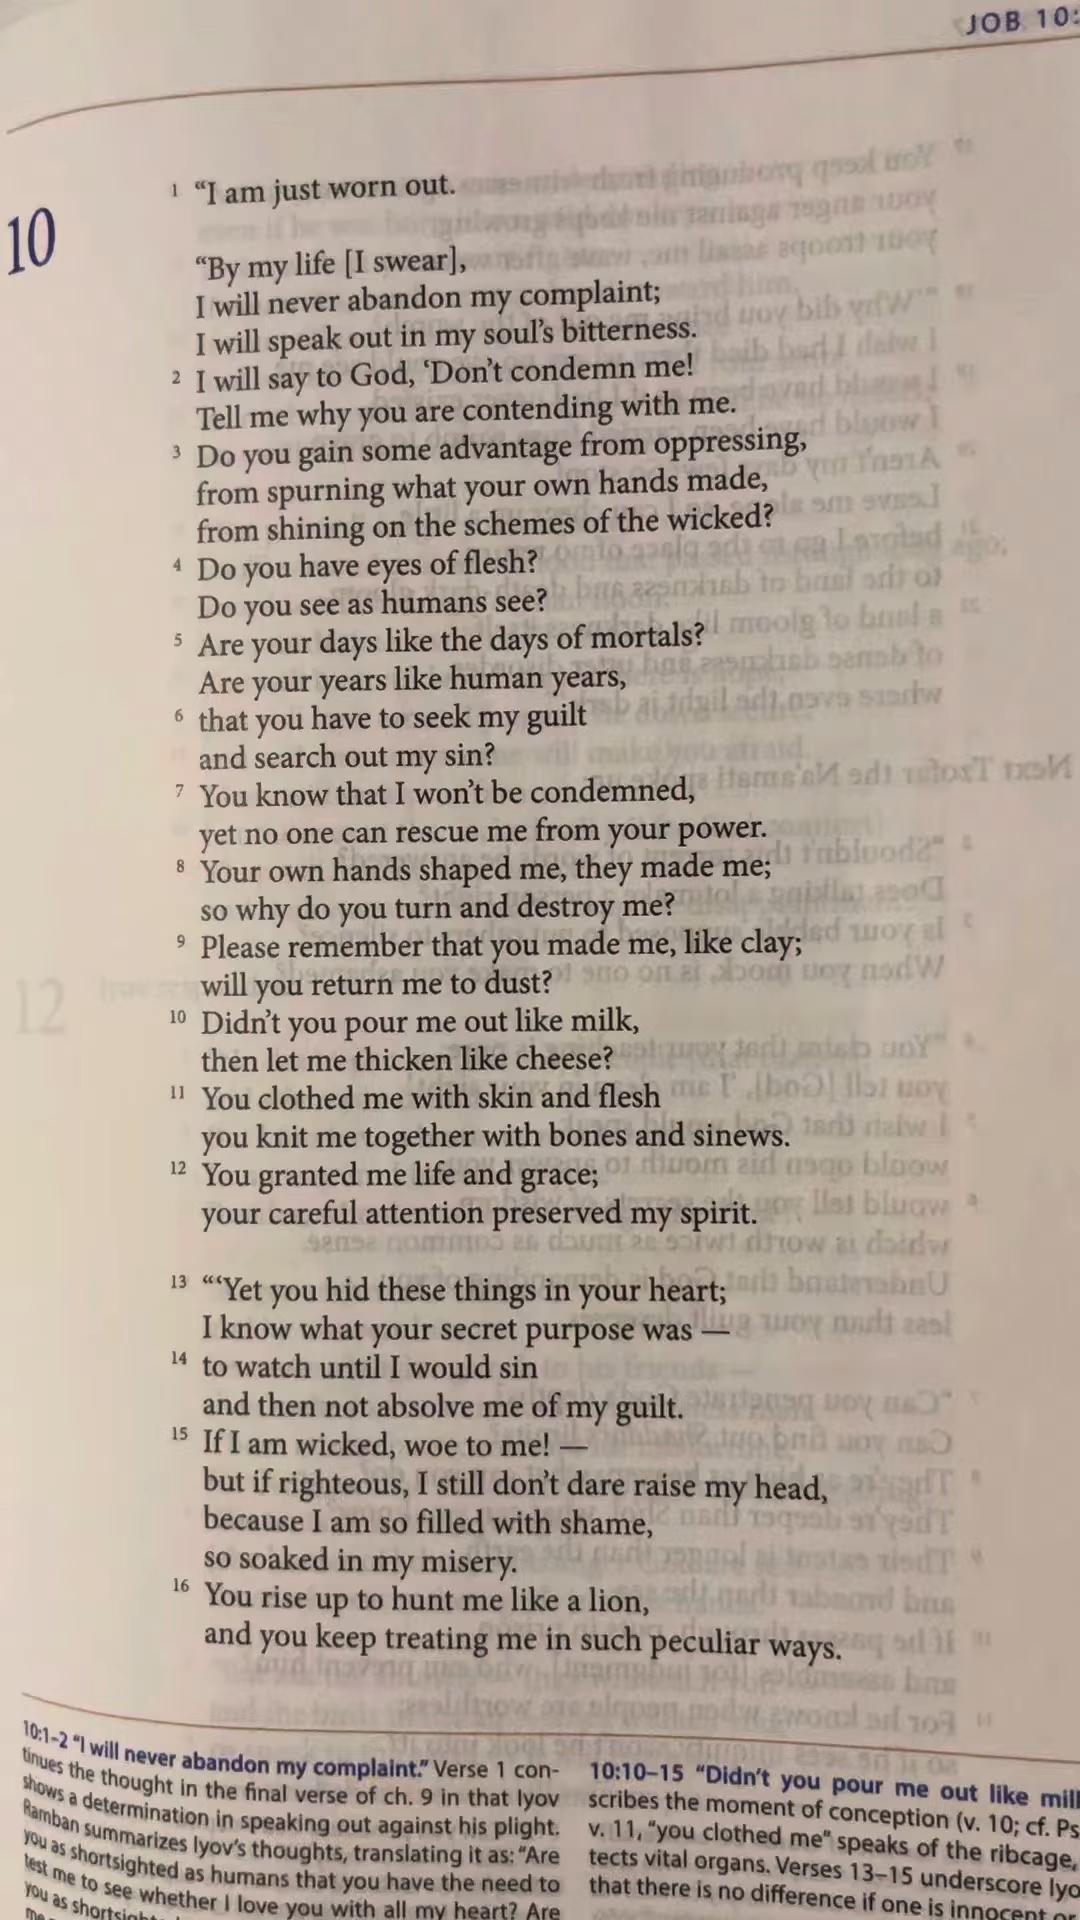 JOB 10:
10
1 “I am just worn out.
“By my life [I swear],
I will never abandon my complaint;
I will speak out in my soul’s bitterness.
2 I will say to God, ‘Don’t condemn me!
Tell me why you are contending with me.
3 Do you gain some advantage from oppressing,
from spurning what your own hands made,
from shining on the schemes of the wicked?
4 Do you have eyes of flesh?
Do you see as humans see?
5 Are your days like the days of mortals?
Are your years like human years,
6 that you have to seek my guilt
and search out my sin?
7 You know that I won’t be condemned,
yet no one can rescue me from your power.
8 Your own hands shaped me, they made me;
so why do you turn and destroy me?
9 Please remember that you made me, like clay;
will you return me to dust?
10 Didn’t you pour me out like milk,
then let me thicken like cheese?
11 You clothed me with skin and flesh
you knit me together with bones and sinews.
12 You granted me life and grace;
your careful attention preserved my spirit.
13 “‘Yet you hid these things in your heart;
I know what your secret purpose was —
14 to watch until I would sin
and then not absolve me of my guilt.
15 If I am wicked, woe to me! —
but if righteous, I still don’t dare raise my head,
because I am so filled with shame,
so soaked in my misery.
16 You rise up to hunt me like a lion,
and you keep treating me in such peculiar ways.
10:1–2 “I will never abandon my complaint.” Verse 1 con-
tinues the thought in the final verse of ch. 9 in that Iyov
shows a determination in speaking out against his plight.
Ramban summarizes Iyov’s thoughts, translating it as: “Are
you as shortsighted as humans that you have the need to
test me to see whether I love you with all my heart? Are
you as
10:10–15 “Didn’t you pour me out like mil
scribes the moment of conception (v. 10; cf. Ps
v. 11, “you clothed me” speaks of the ribcage,
tects vital organs. Verses 13–15 underscore Iyo
that there is no difference if one is innocent or